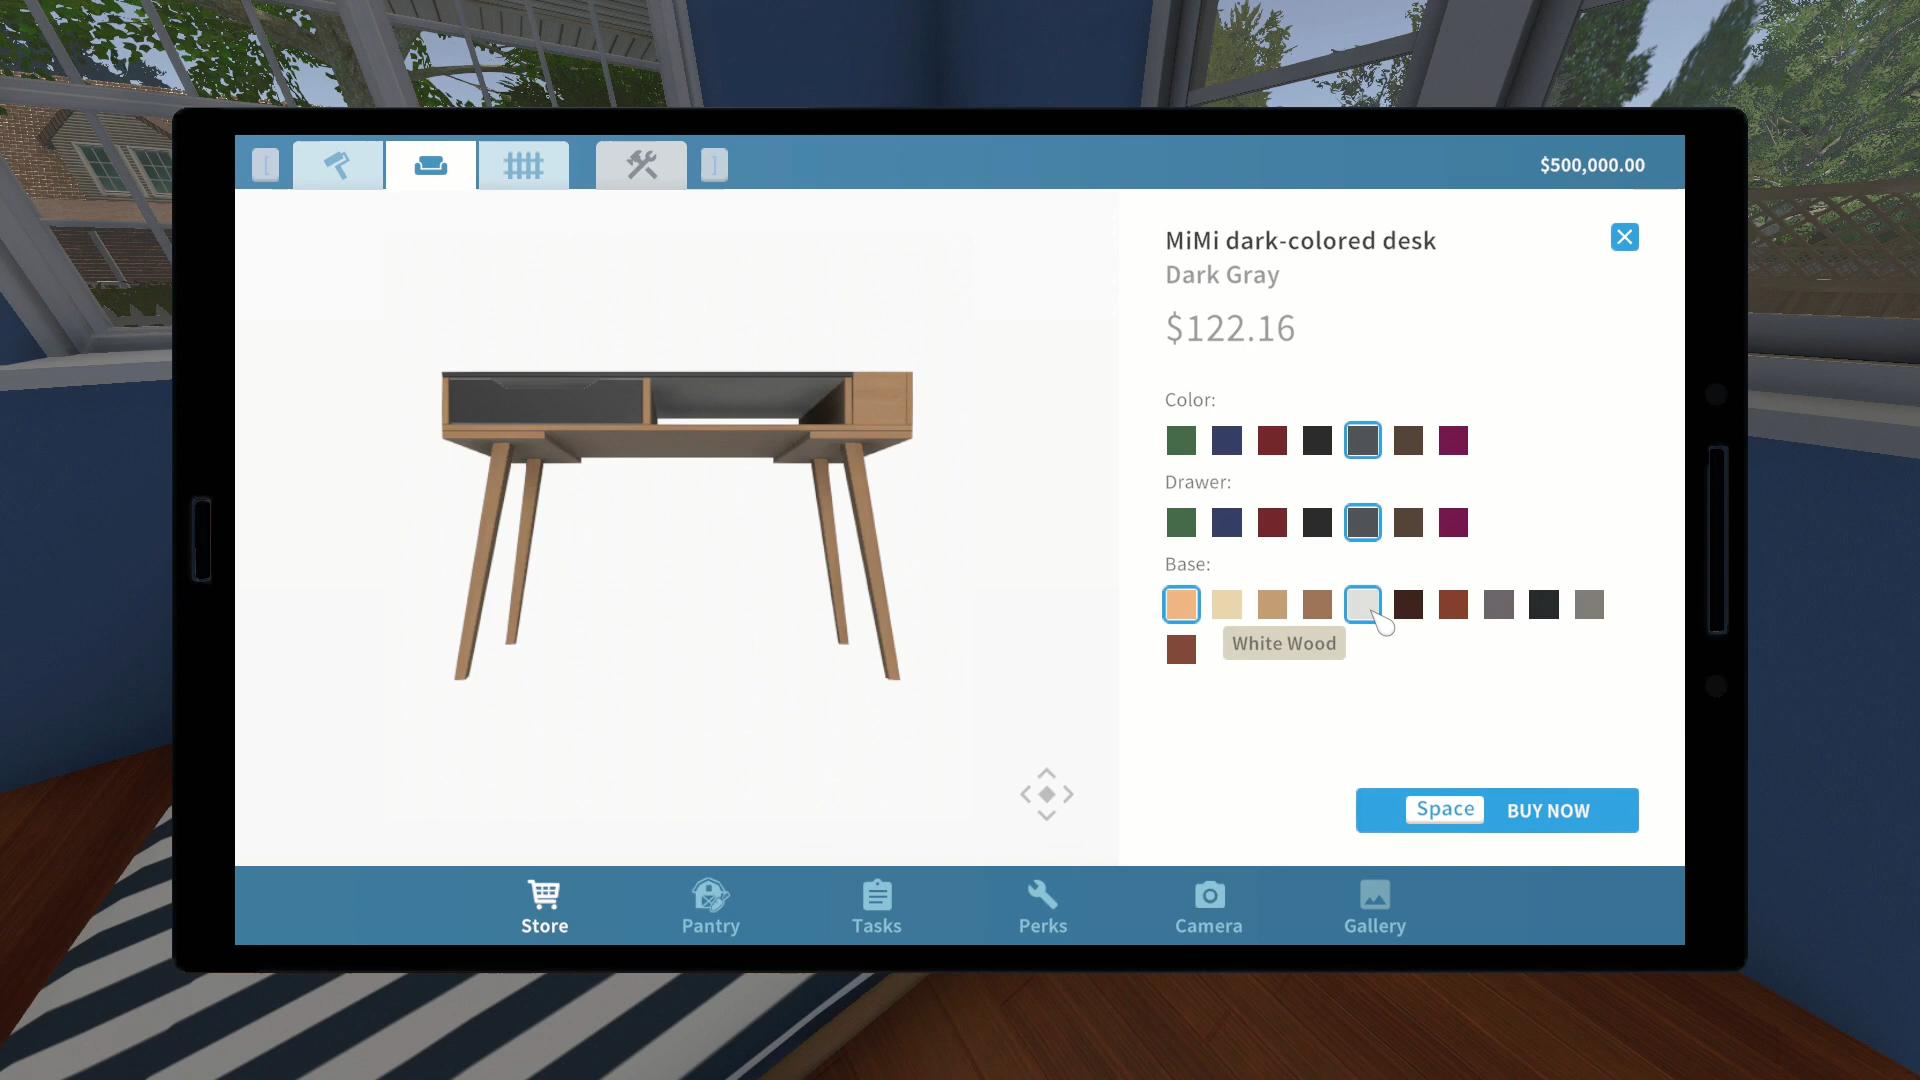 [
]
$500,000.00
MiMi dark-colored desk
Dark Gray
$122.16
Color:
Drawer:
Base:
White Wood
Space BUY NOW
Store
Pantry
Tasks
Perks
Camera
Gallery